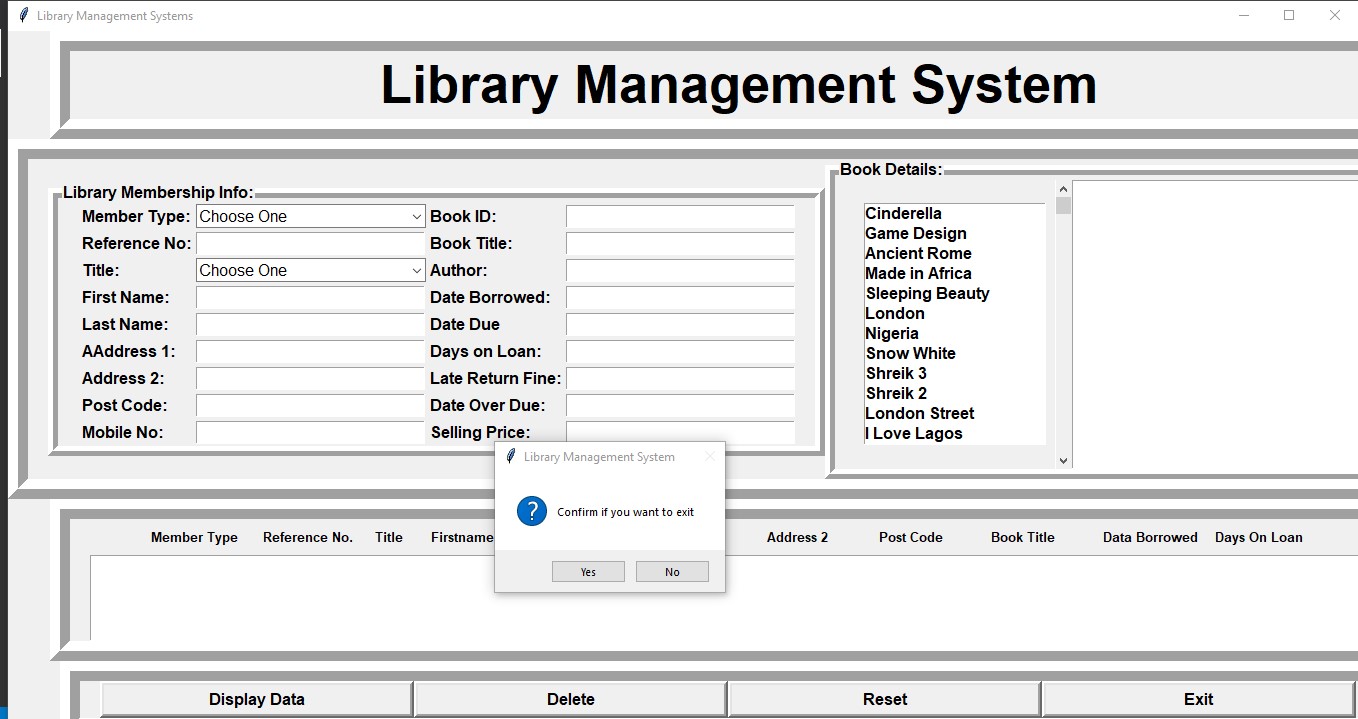 Library Management Systems
Library Management System
Library Membership Info:
Member Type: Choose One Book ID:
Reference No: Book Title:
Title: Choose One Author:
First Name: Date Borrowed:
Last Name: Date Due
AAddress 1: Days on Loan:
Address 2: Late Return Fine:
Post Code: Date Over Due:
Mobile No: Selling Price:
Book Details:
Cinderella
Game Design
Ancient Rome
Made in Africa
Sleeping Beauty
London
Nigeria
Snow White
Shreik 3
Shreik 2
London Street
I Love Lagos
Library Management System
Confirm if you want to exit
Yes No
Member Type Reference No. Title Firstname Address 2 Post Code Book Title Data Borrowed Days On Loan
Display Data Delete Reset Exit